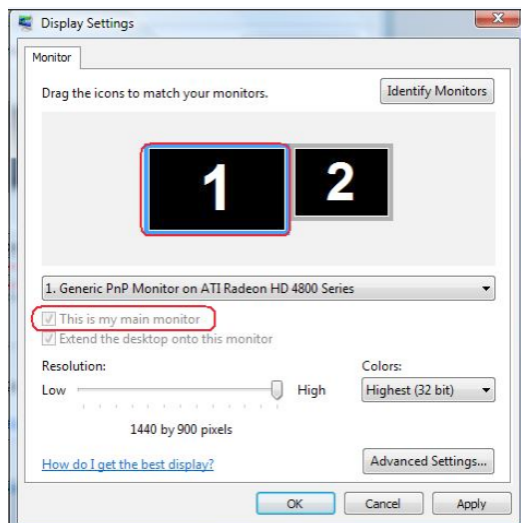 Display Settings
Monitor
Drag the icons to match your monitors.
Identify Monitors
1
2
1. Generic PnP Monitor on ATI Radeon HD 4800 Series
This is my main monitor
Extend the desktop onto this monitor
Resolution:
Colors:
Low High
Highest (32 bit)
1440 by 900 pixels
How do I get the best display?
Advanced Settings...
OK Cancel Apply